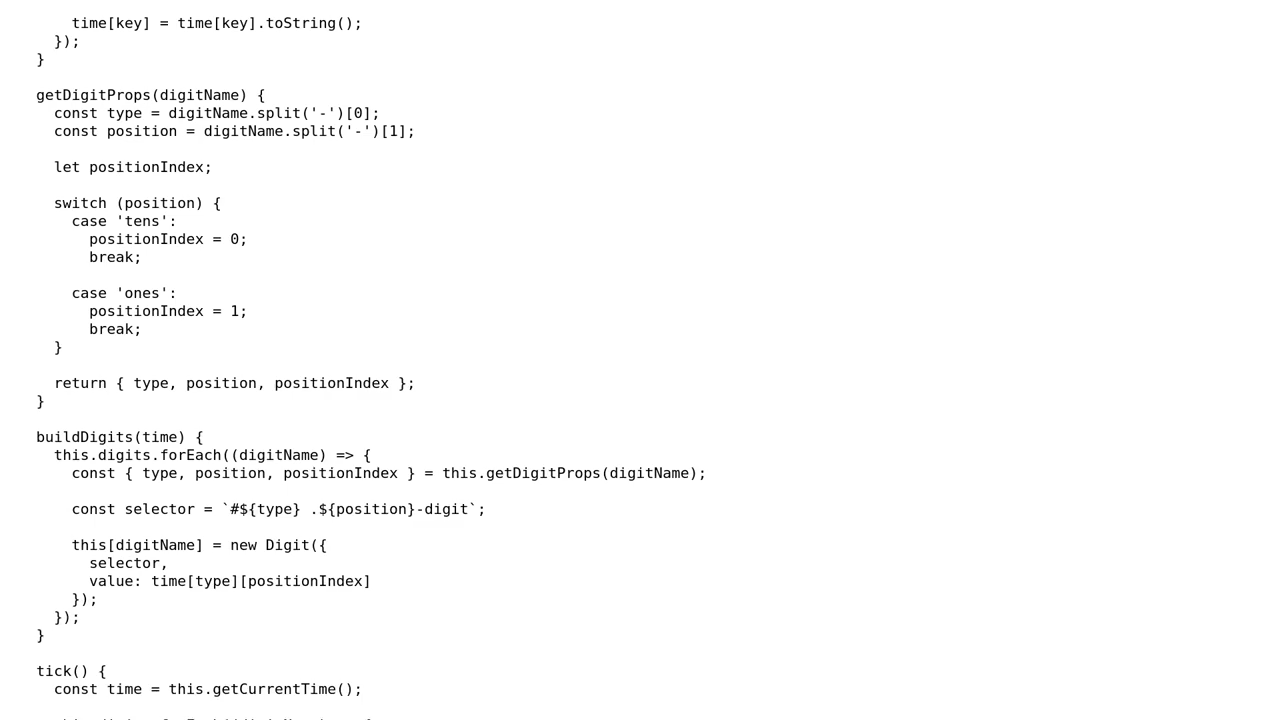 time[key] = time[key].toString();
});
}
getDigitProps(digitName) {
const type = digitName.split('-')[0];
const position = digitName.split('-')[1];
let positionIndex;
switch (position) {
case 'tens':
positionIndex = 0;
break;
case 'ones':
positionIndex = 1;
break;
}
return { type, position, positionIndex };
}
buildDigits(time) {
this.digits.forEach((digitName) => {
const { type, position, positionIndex } = this.getDigitProps(digitName);
const selector = `#${type} .${position}-digit`;
this[digitName] = new Digit({
selector,
value: time[type][positionIndex]
});
});
}
tick() {
const time = this.getCurrentTime();